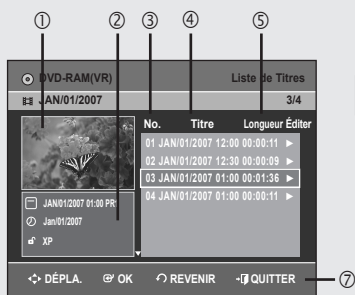 ① ② ③ ④ ⑤
DVD-RAM(VR) Liste de Titres
JAN/01/2007 3/4
No. Titre Longueur Éditer
01 JAN/01/2007 12:00 00:00:11 ►
02 JAN/01/2007 12:30 00:00:09 ►
03 JAN/01/2007 01:00 00:01:36 ►
04 JAN/01/2007 01:00 00:00:11 ►
JAN/01/2007 01:00 PR
Jan/01/2007
XP
DÉPLA. OK REVENIR QUITTER ⑦